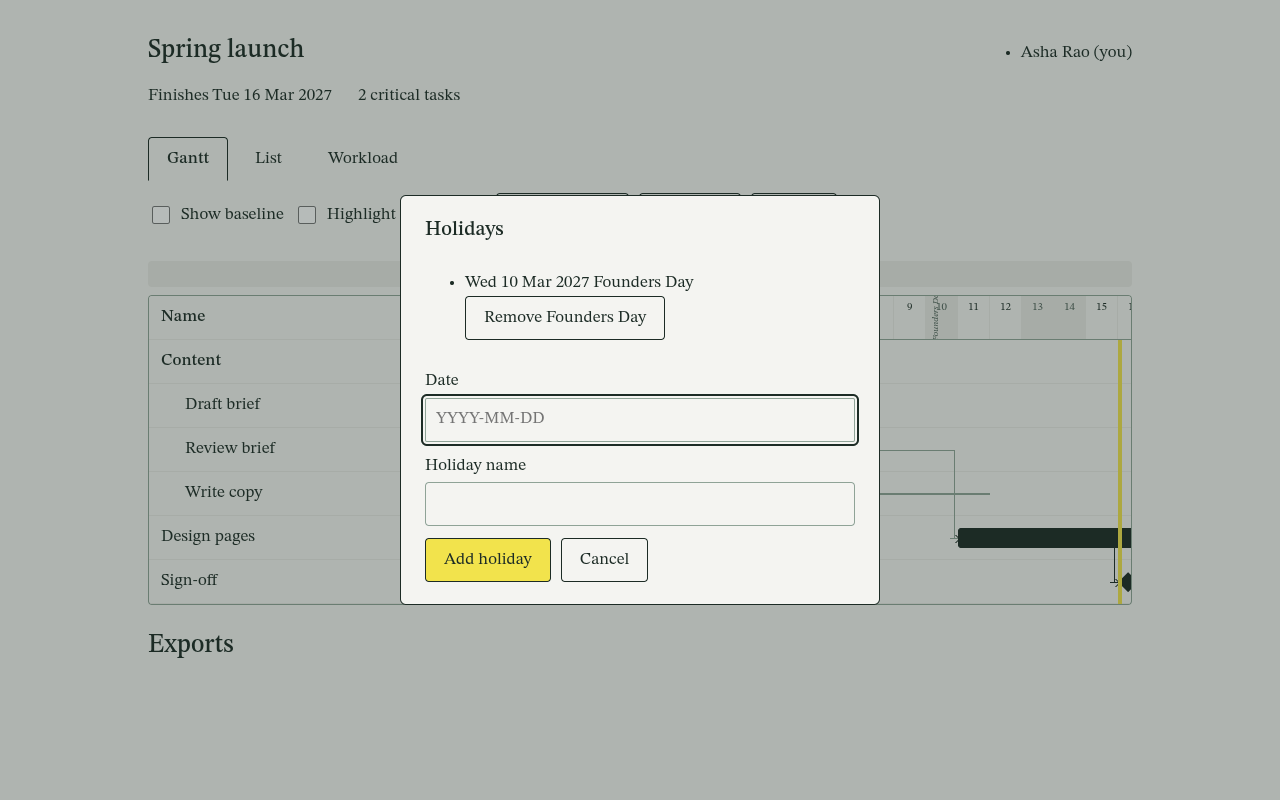 Spring launch
Asha Rao (you)
Finishes Tue 16 Mar 2027
2 critical tasks
Gantt
List
Workload
Show baseline
Highlight
Holidays
Wed 10 Mar 2027 Founders Day
Remove Founders Day
Date
YYYY-MM-DD
Holiday name
Add holiday
Cancel
Name
9
10
11
12
13
14
15
Content
Draft brief
Review brief
Write copy
Design pages
Sign-off
Exports